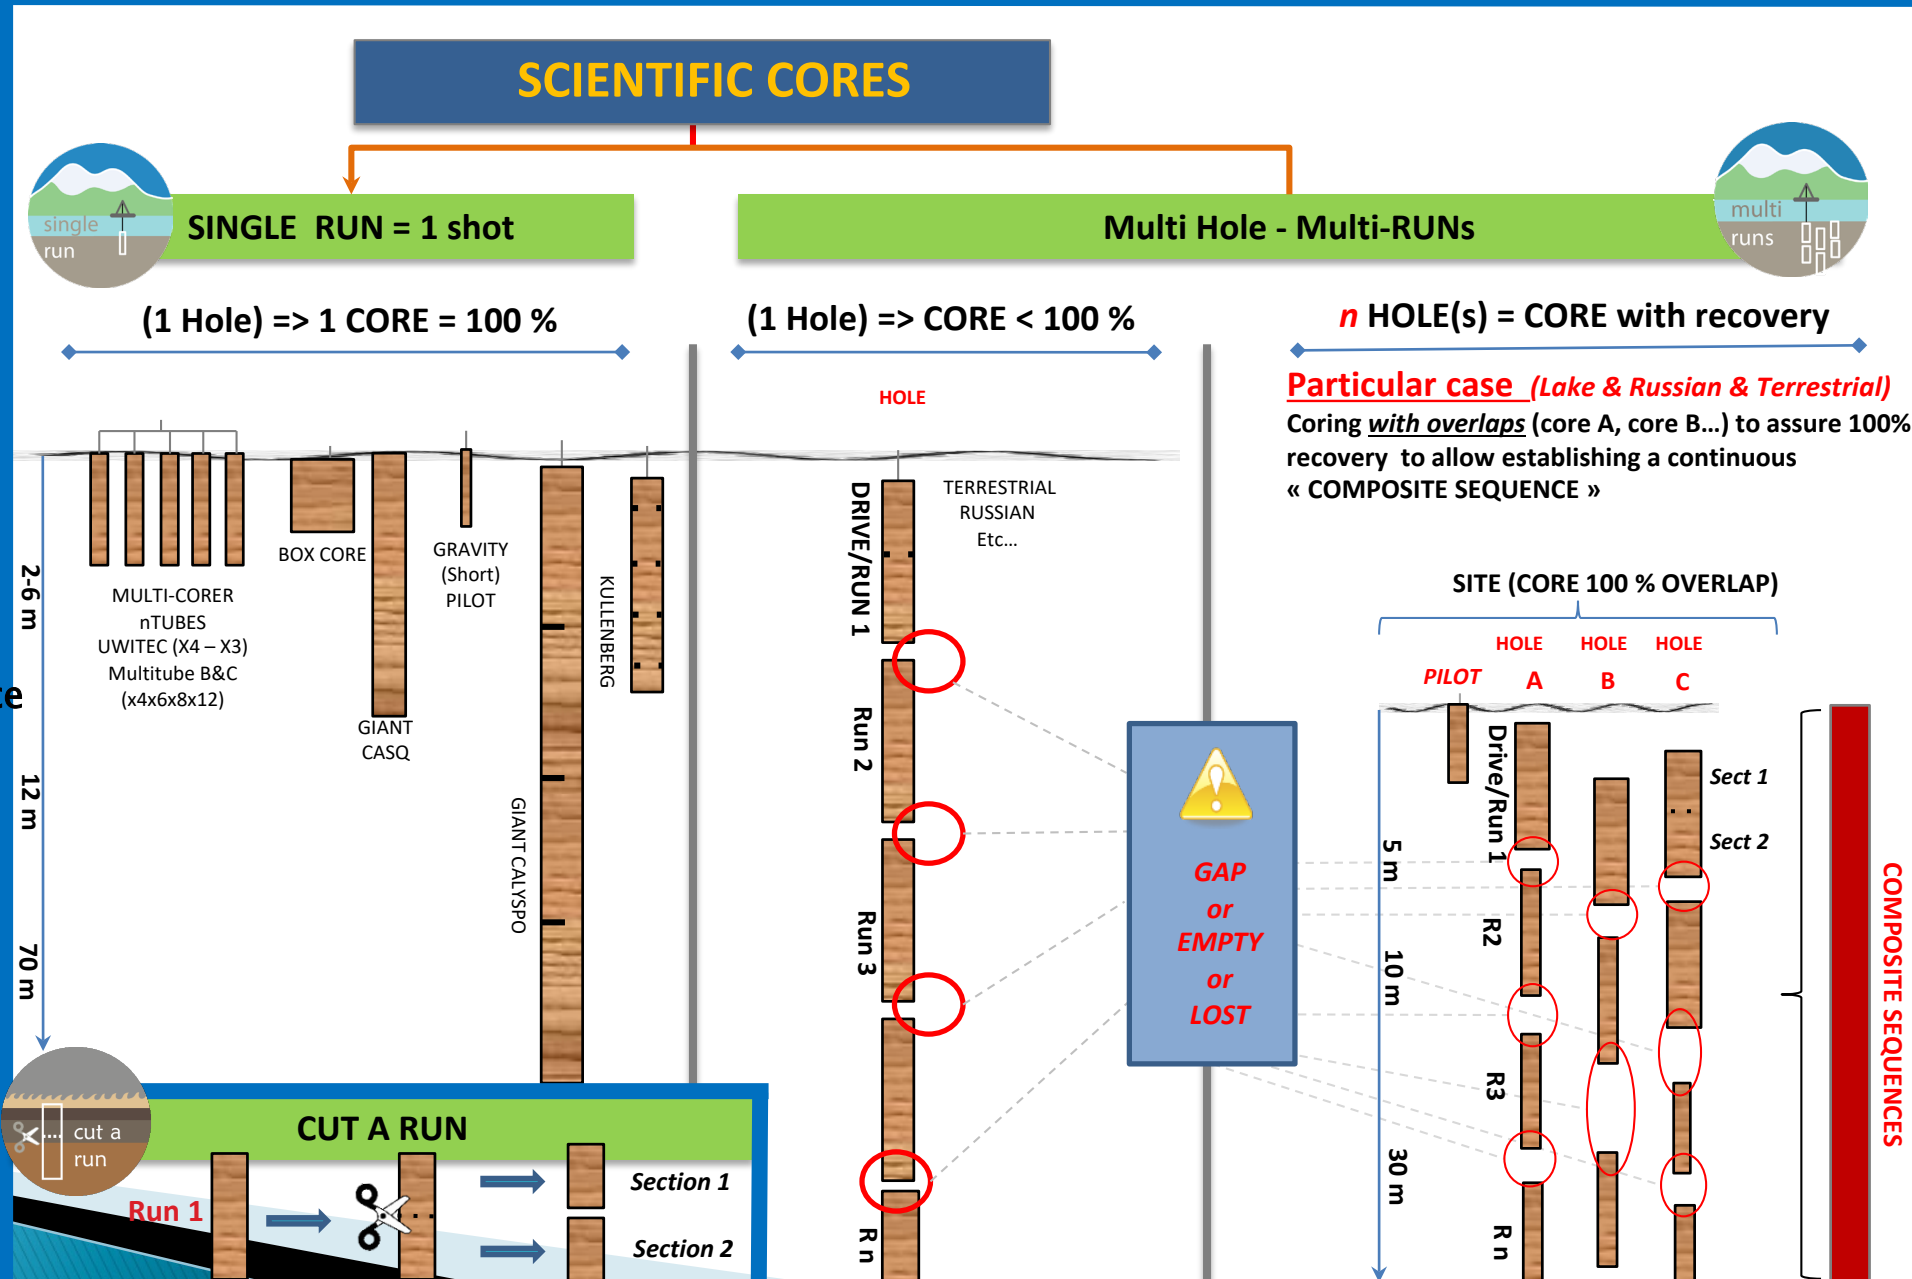 SCIENTIFIC CORES
single
run
SINGLE  RUN = 1 shot
Multi Hole - Multi-RUNs
multi
runs
(1 Hole) => 1 CORE = 100 %
(1 Hole) => CORE < 100 %
n HOLE(s) = CORE with recovery
Particular case (Lake & Russian & Terrestrial)
Coring with overlaps (core A, core B…) to assure 100%
recovery  to allow establishing a continuous
« COMPOSITE SEQUENCE »
2-6 m
12 m
70 m
MULTI-CORER
nTUBES
UWITEC (X4 – X3)
Multitube B&C
(x4x6x8x12)
BOX CORE
GIANT
CASQ
GRAVITY
(Short)
PILOT
GIANT CALYSPO
KULLENBERG
HOLE
DRIVE/RUN 1
Run 2
Run 3
R n
TERRESTRIAL
RUSSIAN
Etc…
GAP
or
EMPTY
or
LOST
SITE (CORE 100 % OVERLAP)
PILOT
HOLE
A
HOLE
B
HOLE
C
Drive/Run 1
R2
R3
R n
5 m
10 m
30 m
Sect 1
Sect 2
COMPOSITE SEQUENCES
cut a
run
CUT A RUN
Run 1
Section 1
Section 2